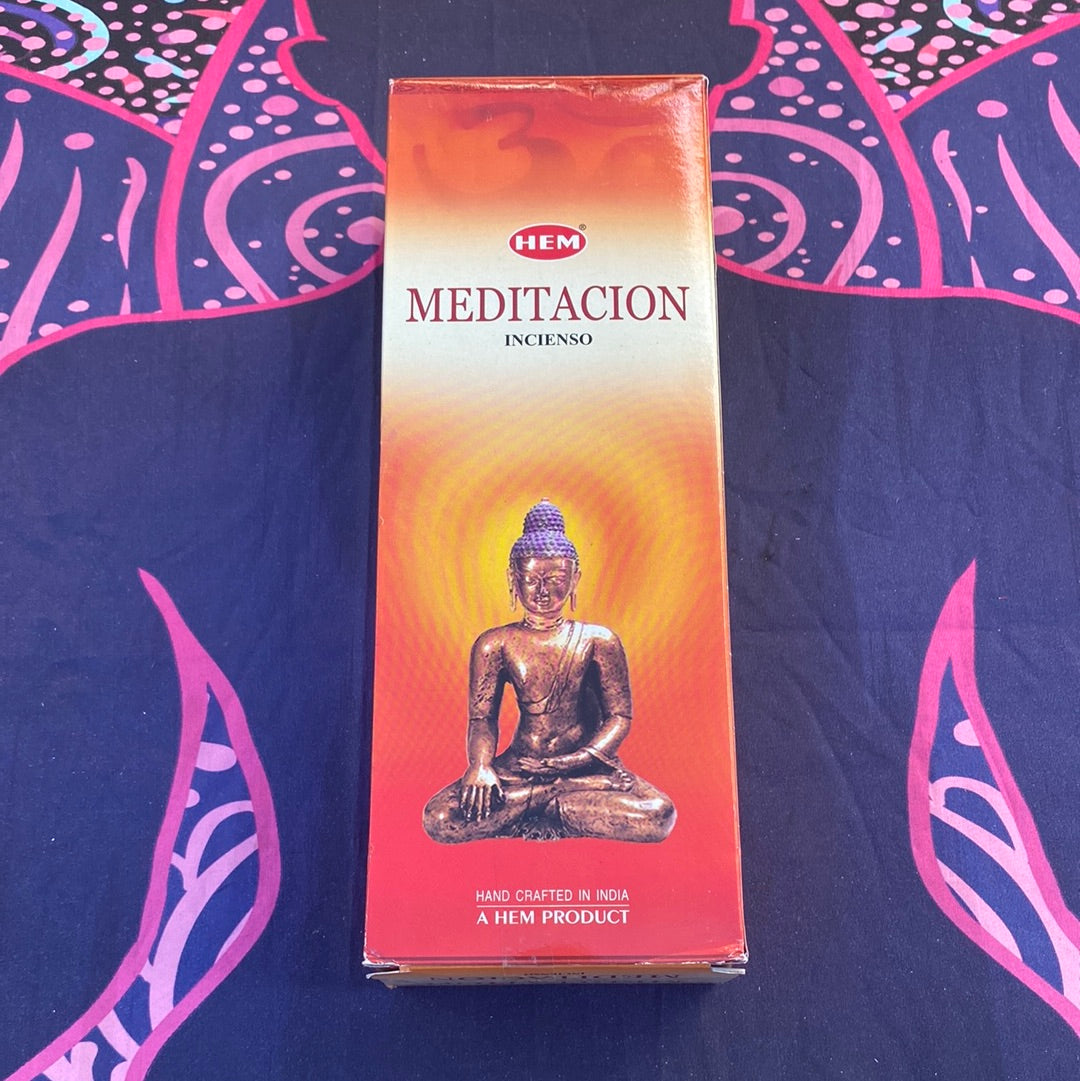 HEM®
MEDITACION
INCIENSO
HAND CRAFTED IN INDIA
A HEM PRODUCT